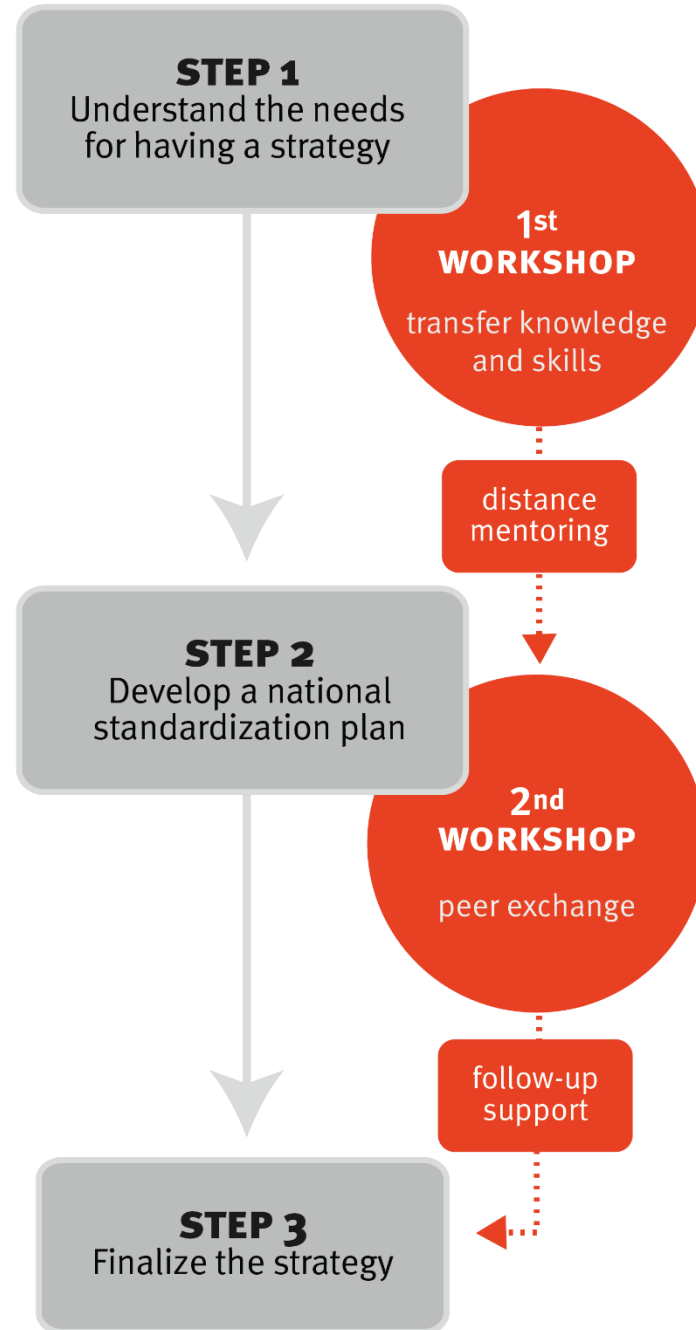 STEP 1
Understand the needs
for having a strategy
1st
WORKSHOP
transfer knowledge
and skills
distance
mentoring
STEP 2
Develop a national
standardization plan
2nd
WORKSHOP
peer exchange
follow-up
support
STEP 3
Finalize the strategy